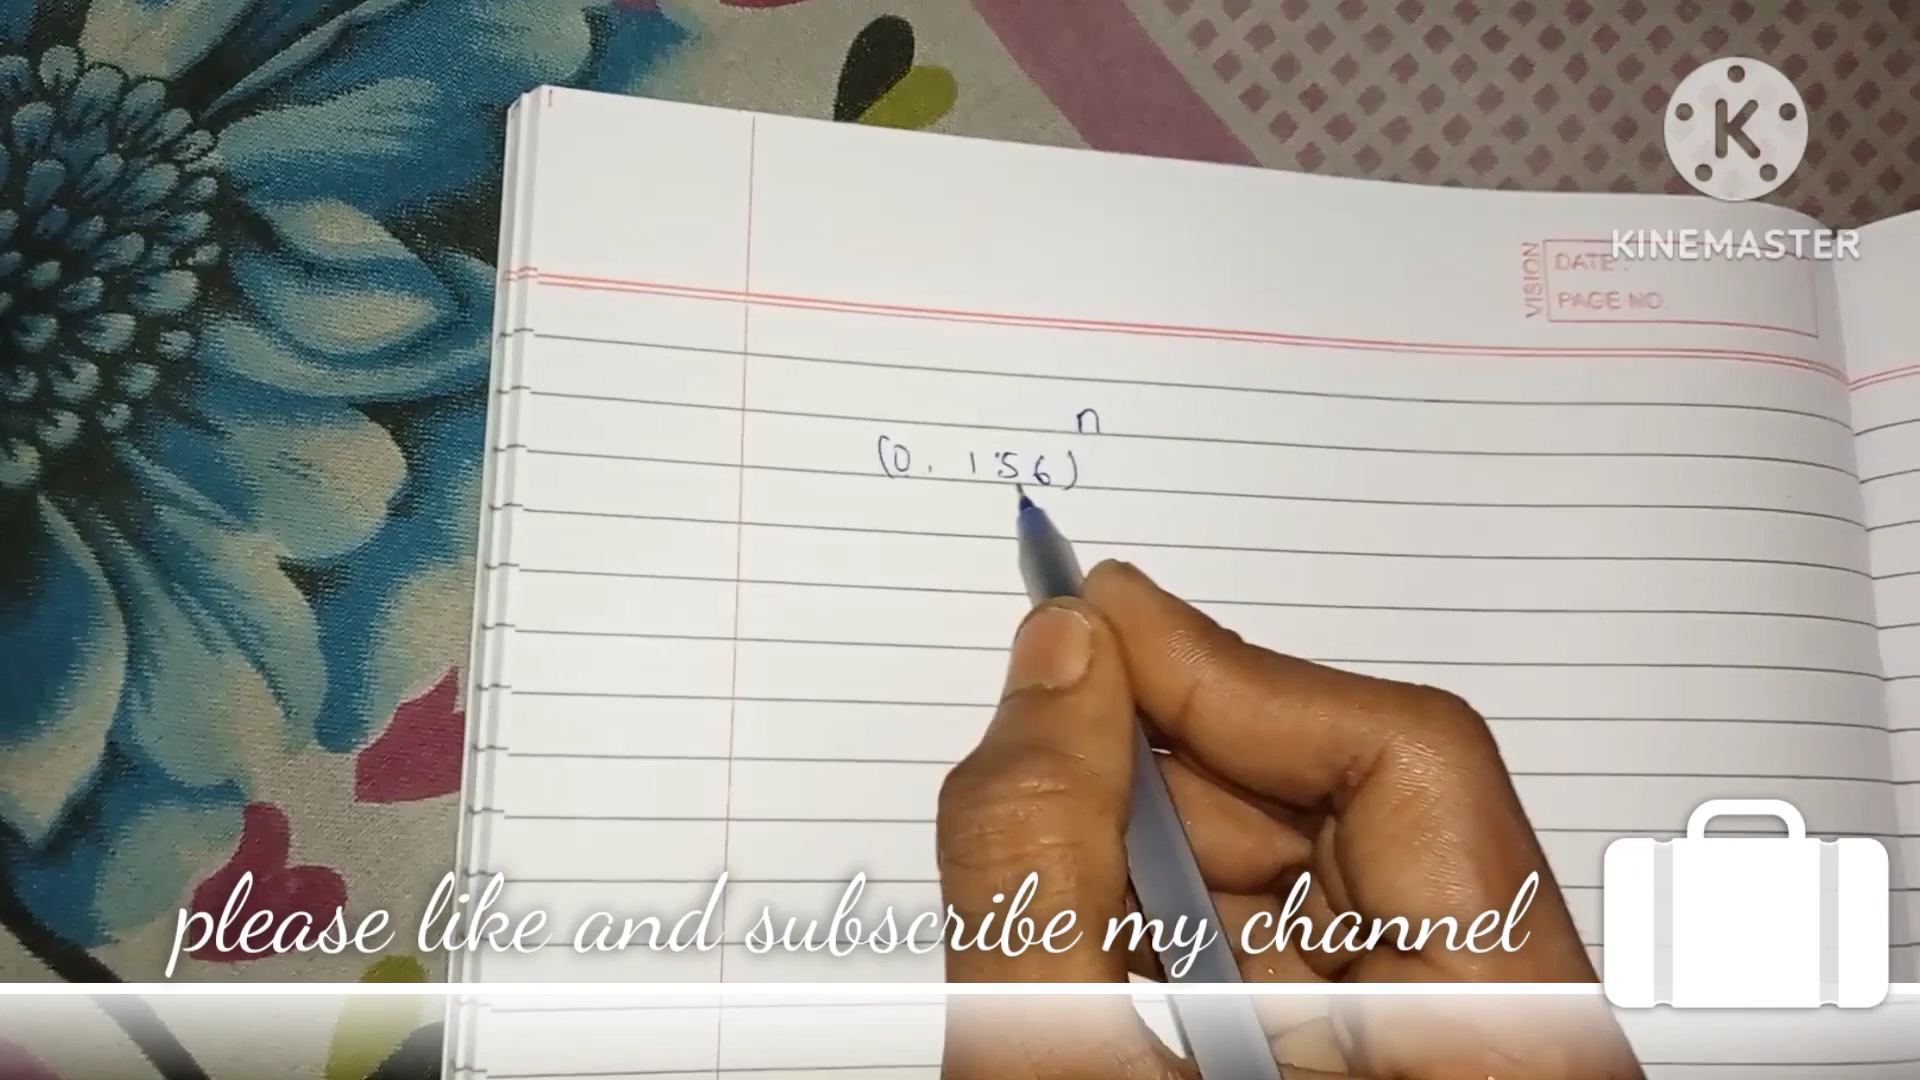 K
KINEMASTER
VISION
DATE :
PAGE NO.
n
(0. 156)
please like and subscribe my channel